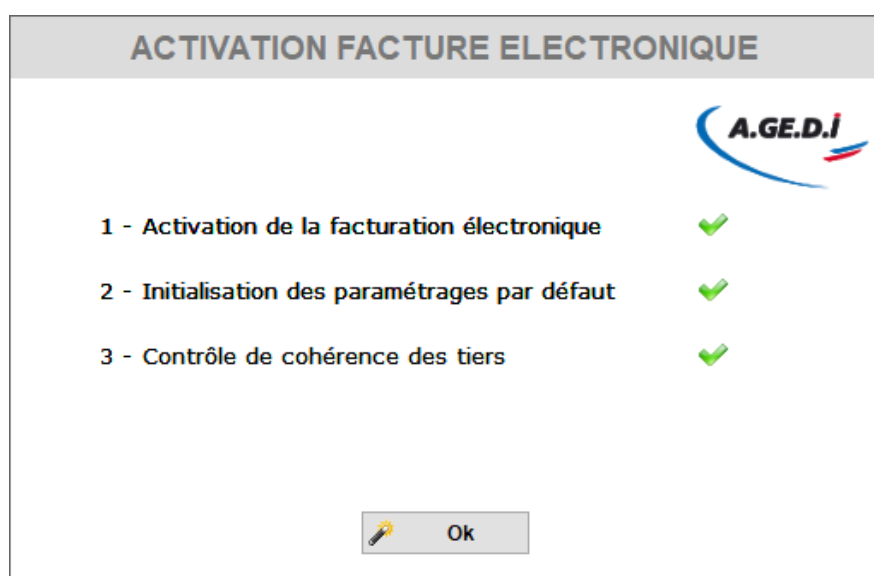 ACTIVATION FACTURE ELECTRONIQUE
A.GE.D.I
1 - Activation de la facturation électronique
2 - Initialisation des paramétrages par défaut
3 - Contrôle de cohérence des tiers
Ok